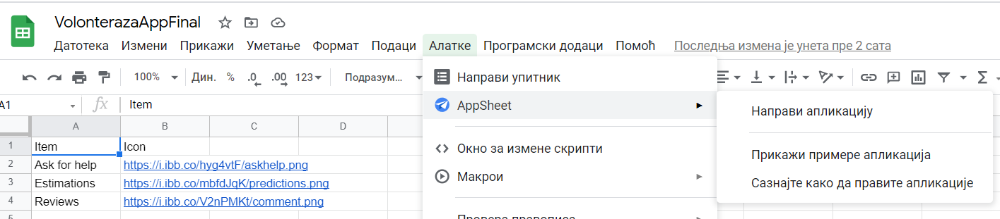 VolonterazaAppFinal
Датотека Измени Прикажи Уметање Формат Подаци Алатке Програмски додаци Помоћ Последња измена је унета пре 2 сата
100% Дин. % .0 .00 123 Подразум...
A1 fx Item
Направи упитник
AppSheet
Окно за измене скрипти
Макрои
Провера правописа
Направи апликацију
Прикажи примере апликација
Сазнајте како да правите апликације
A B C D
1 Item Icon
2 Ask for help https://i.ibb.co/hyg4vtF/askhelp.png
3 Estimations https://i.ibb.co/mbfdJqK/predictions.png
4 Reviews https://i.ibb.co/V2nPMKt/comment.png